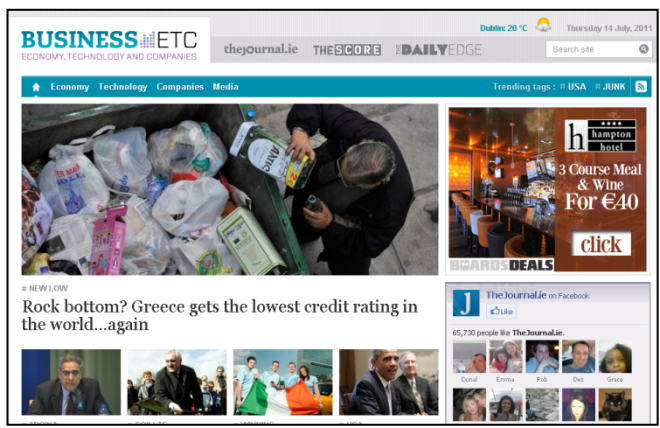 BUSINESS ETC
ECONOMY, TECHNOLOGY AND COMPANIES
thejournal.ie THE SCORE THE DAILY EDGE
Dublin: 20 °C Thursday 14 July, 2011
Search site
Economy Technology Companies Media
Trending tags : # USA # JUNK
h hampton
hotel
3 Course Meal
& Wine
For €40
click
BOARDSDEALS
# NEW LOW
Rock bottom? Greece gets the lowest credit rating in
the world...again
TheJournal.ie on Facebook
Like
65,730 people like TheJournal.ie.
Donal Emma Rob Dez Grace